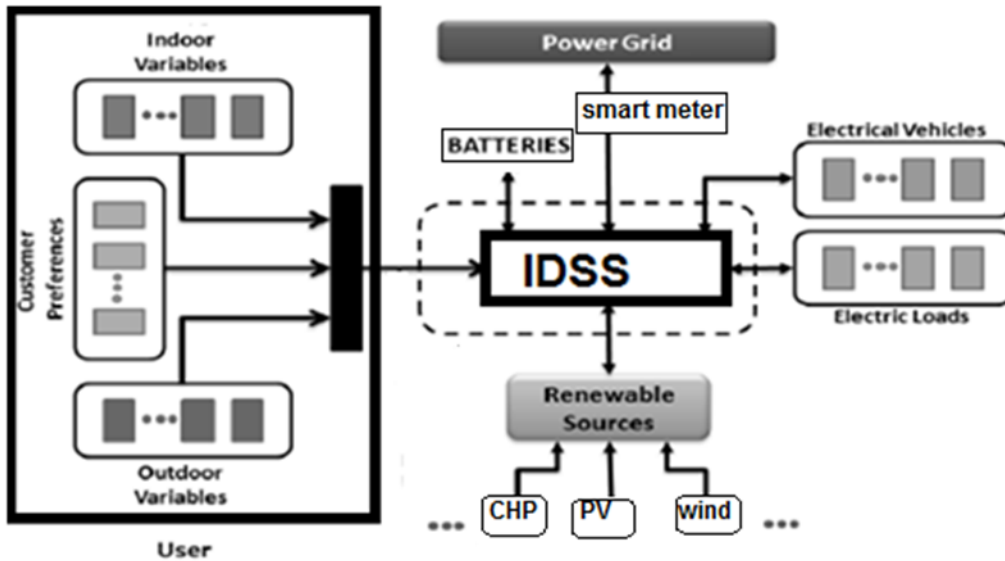 Indoor
Variables
Customer
Preferences
Outdoor
Variables
User
Power Grid
smart meter
BATTERIES
IDSS
Electrical Vehicles
Electric Loads
Renewable
Sources
CHP
PV
wind